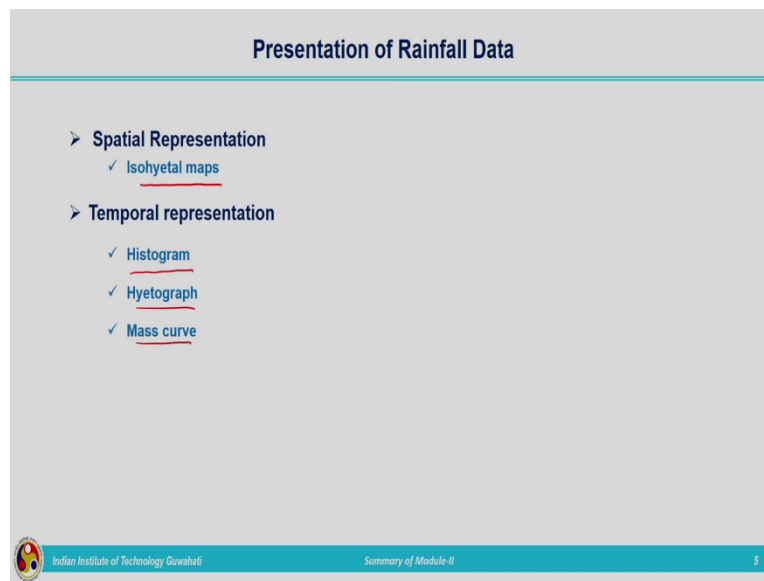 Presentation of Rainfall Data
➢ Spatial Representation
✓ Isohyetal maps
➢ Temporal representation
✓ Histogram
✓ Hyetograph
✓ Mass curve
Indian Institute of Technology Guwahati Summary of Module-II 5